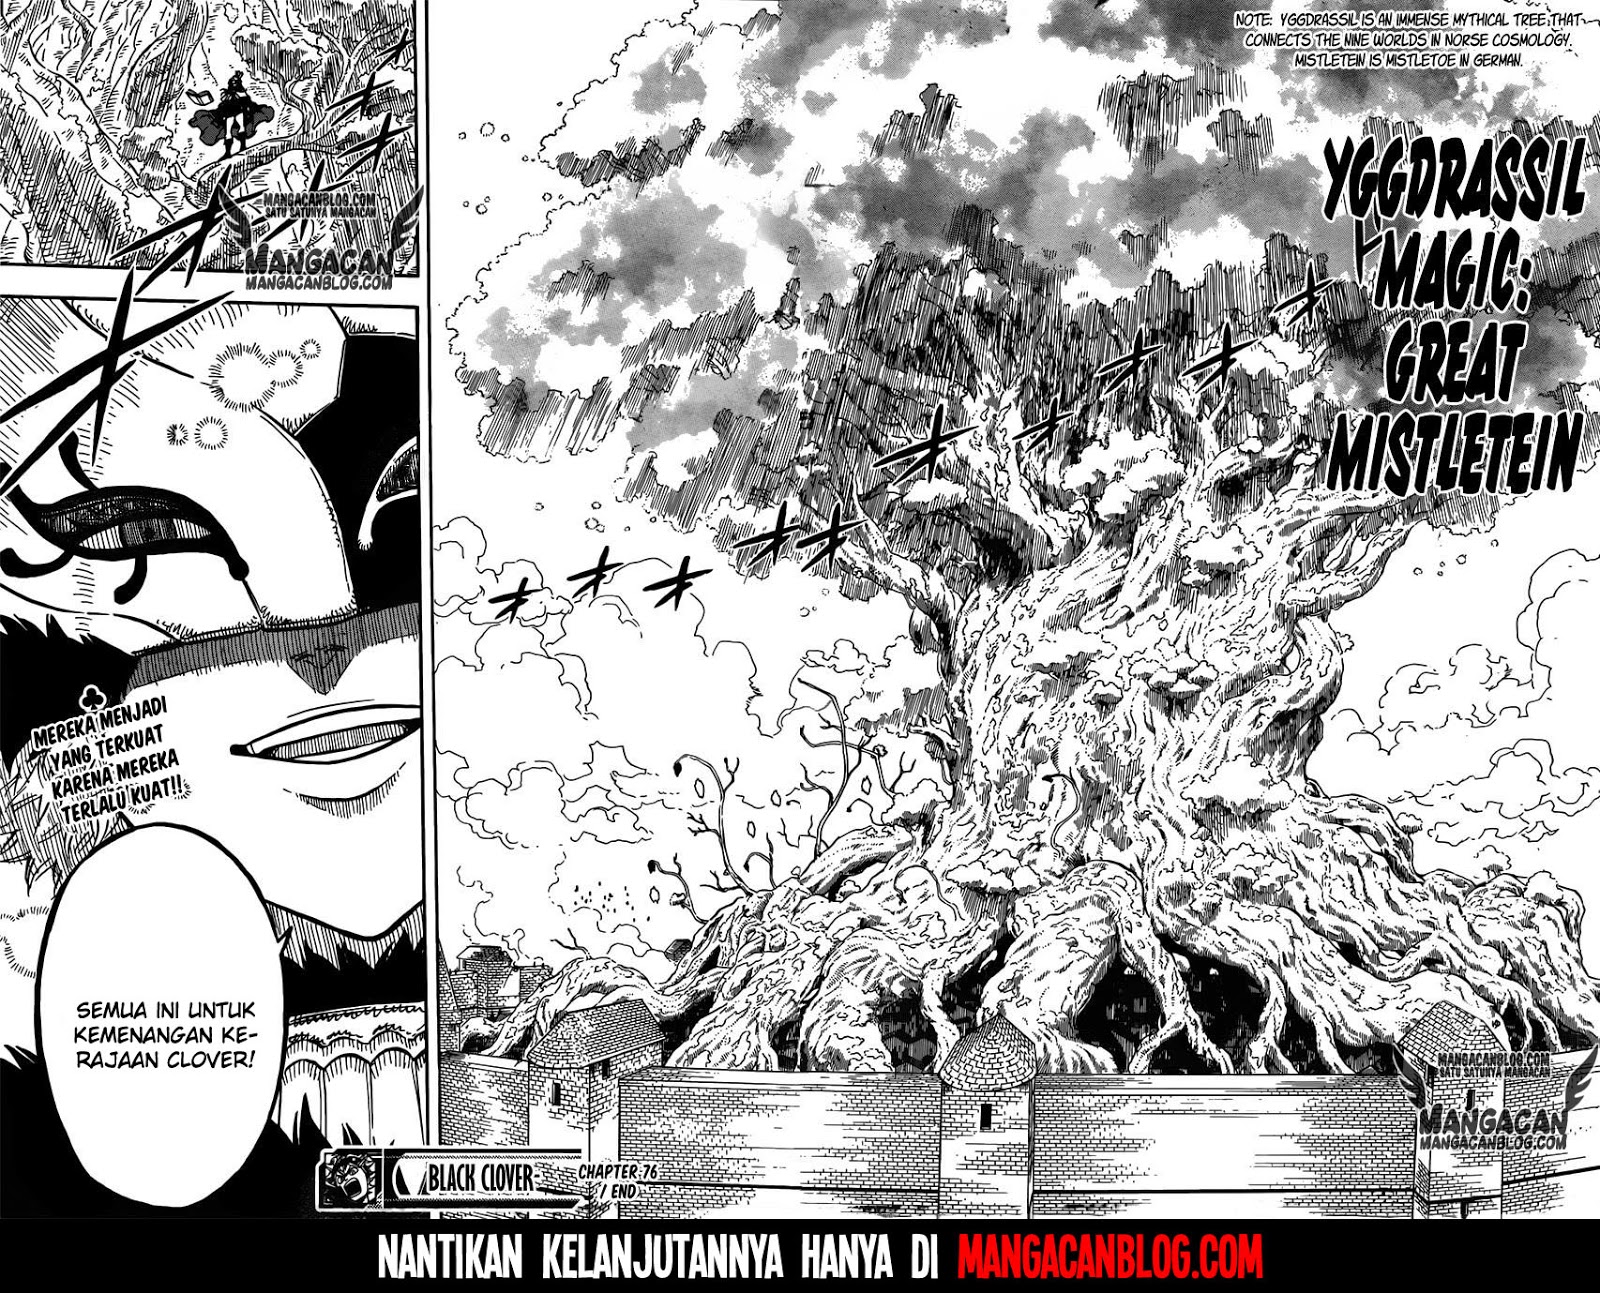 NOTE: YGGDRASSIL IS AN IMMENSE MYTHICAL TREE THAT
CONNECTS THE NINE WORLDS IN NORSE COSMOLOGY.
MISTLETEIN IS MISTLETOE IN GERMAN.
YGGDRASSIL
MAGIC:
GREAT
MISTLETEIN
MANGACANBLOG.COM
SATU SATUNYA MANGACAN
MANGACAN
MANGACANBLOG.COM
MEREKA MENJADI
YANG TERKUAT
KARENA MEREKA
TERLALU KUAT!!
SEMUA INI UNTUK
KEMENANGAN KE-
RAJAAN CLOVER!
MANGACANBLOG.COM
SATU SATUNYA MANGACAN
MANGACAN
MANGACANBLOG.COM
BLACK CLOVER
CHAPTER 76
/ END
NANTIKAN KELANJUTANNYA HANYA DI MANGACANBLOG.COM